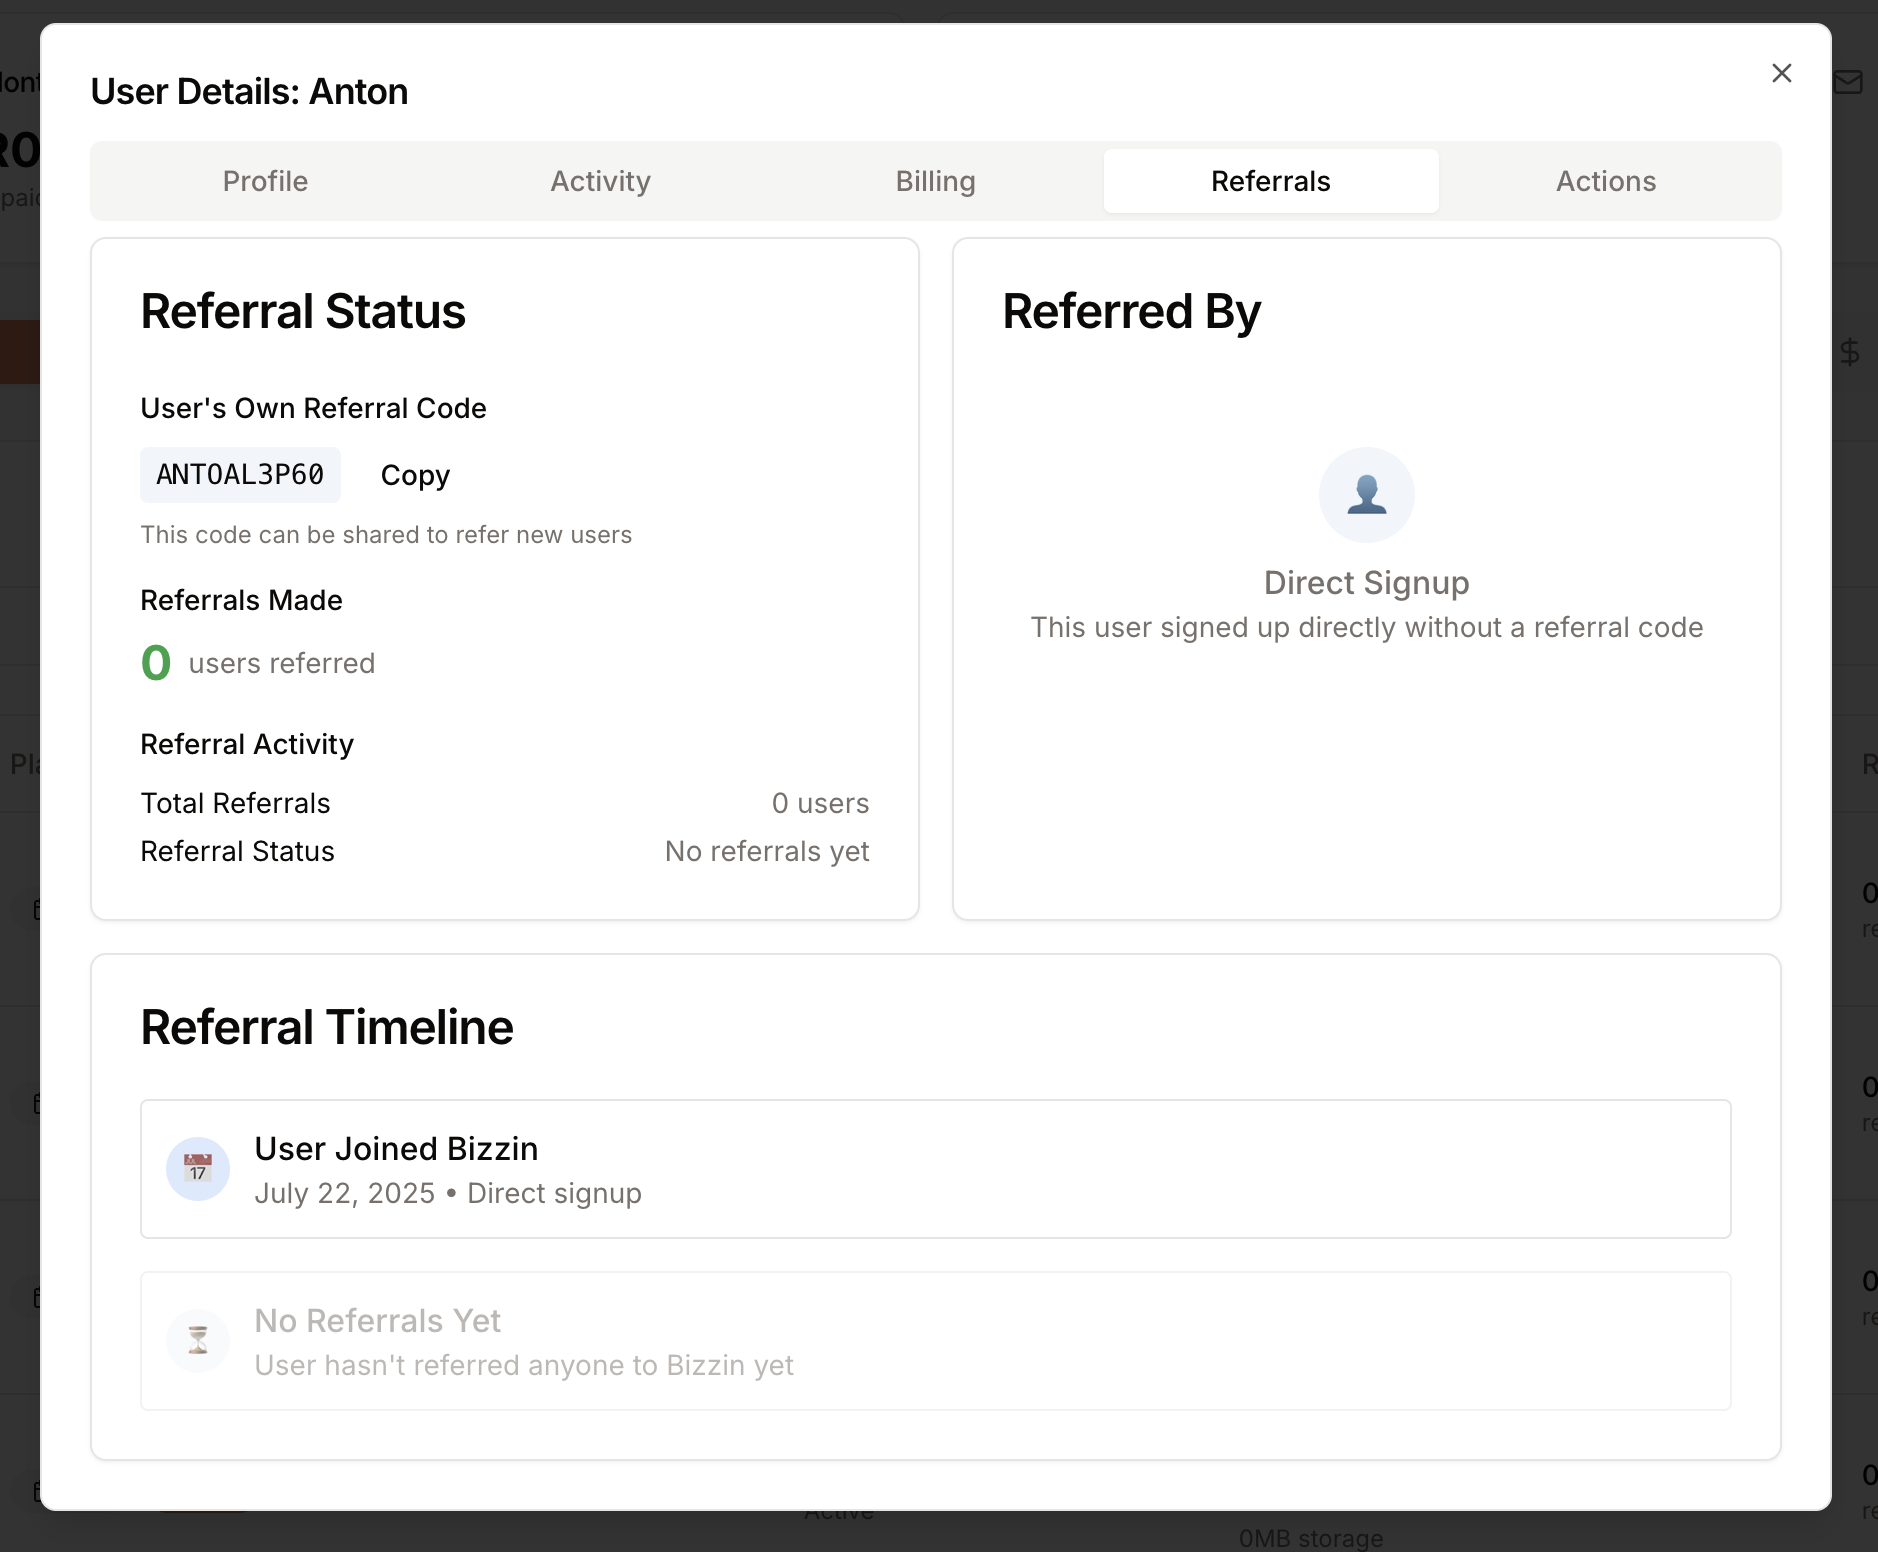 User Details: Anton
Profile
Activity
Billing
Referrals
Actions
Referral Status
User's Own Referral Code
ANTOAL3P60
Copy
This code can be shared to refer new users
Referrals Made
0 users referred
Referral Activity
Total Referrals
0 users
Referral Status
No referrals yet
Referred By
Direct Signup
This user signed up directly without a referral code
Referral Timeline
17
User Joined Bizzin
July 22, 2025 • Direct signup
No Referrals Yet
User hasn't referred anyone to Bizzin yet
Active
0MB storage
$